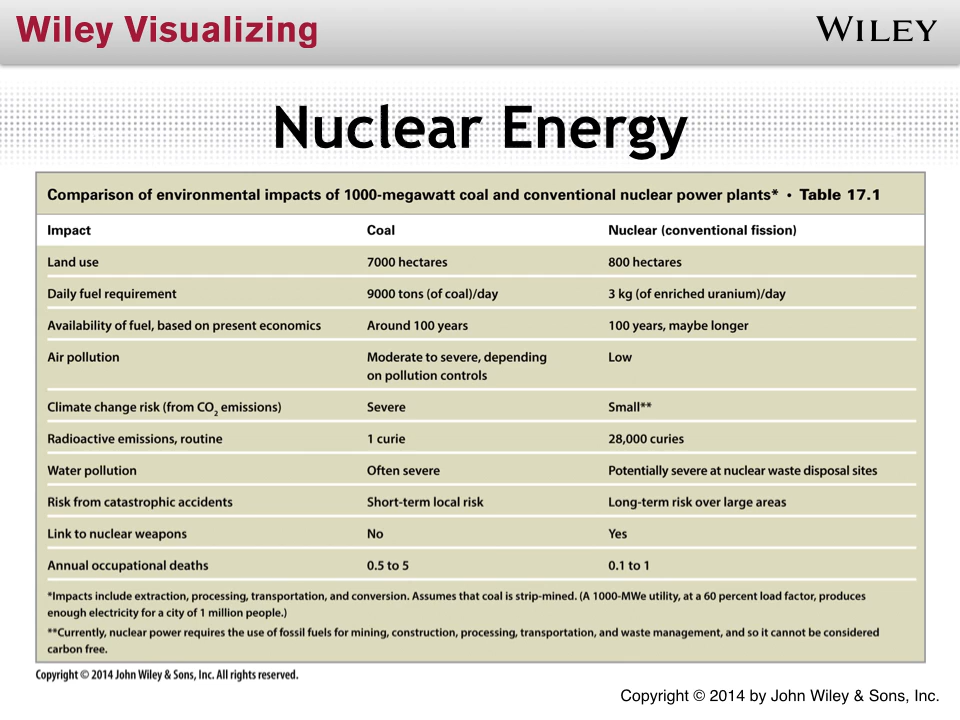 Wiley Visualizing
WILEY
Nuclear Energy
Comparison of environmental impacts of 1000-megawatt coal and conventional nuclear power plants* • Table 17.1
Impact Coal Nuclear (conventional fission)
Land use 7000 hectares 800 hectares
Daily fuel requirement 9000 tons (of coal)/day 3 kg (of enriched uranium)/day
Availability of fuel, based on present economics Around 100 years 100 years, maybe longer
Air pollution Moderate to severe, depending Low
on pollution controls
Climate change risk (from CO₂ emissions) Severe Small**
Radioactive emissions, routine 1 curie 28,000 curies
Water pollution Often severe Potentially severe at nuclear waste disposal sites
Risk from catastrophic accidents Short-term local risk Long-term risk over large areas
Link to nuclear weapons No Yes
Annual occupational deaths 0.5 to 5 0.1 to 1
*Impacts include extraction, processing, transportation, and conversion. Assumes that coal is strip-mined. (A 1000-MWe utility, at a 60 percent load factor, produces
enough electricity for a city of 1 million people.)
**Currently, nuclear power requires the use of fossil fuels for mining, construction, processing, transportation, and waste management, and so it cannot be considered
carbon free.
Copyright © 2014 John Wiley & Sons, Inc. All rights reserved.
Copyright © 2014 by John Wiley & Sons, Inc.